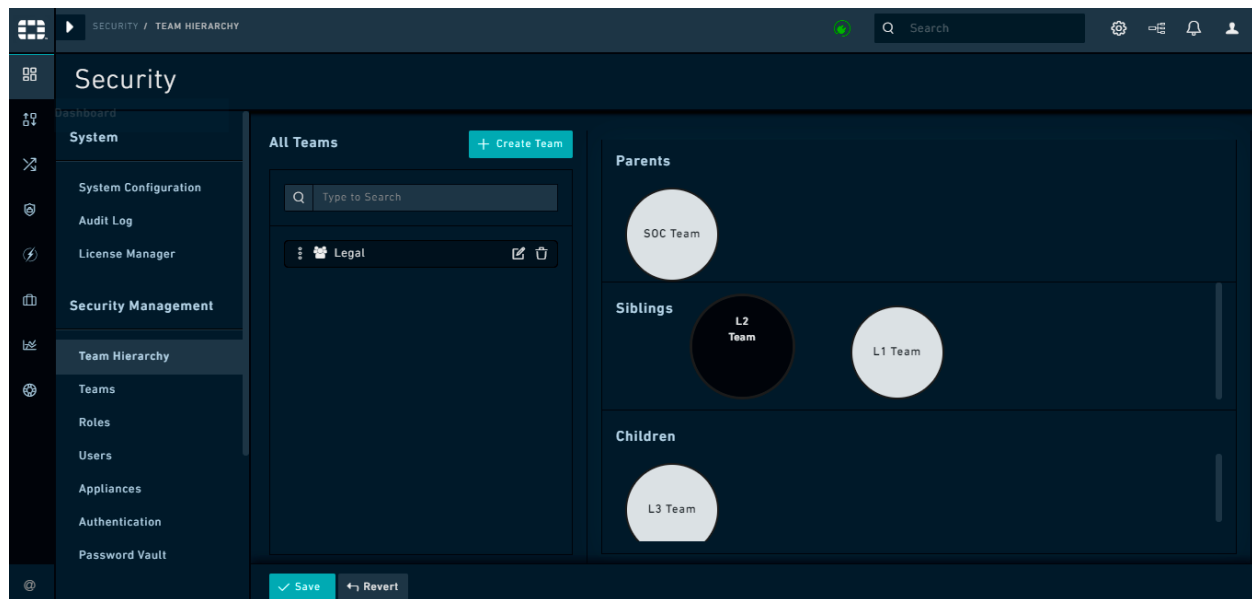 SECURITY / TEAM HIERARCHY
Search
Security
Dashboard
System
System Configuration
Audit Log
License Manager
Security Management
Team Hierarchy
Teams
Roles
Users
Appliances
Authentication
Password Vault
@
All Teams
+ Create Team
Type to Search
Legal
Parents
SOC Team
Siblings
L2
Team
L1 Team
Children
L3 Team
Save
Revert